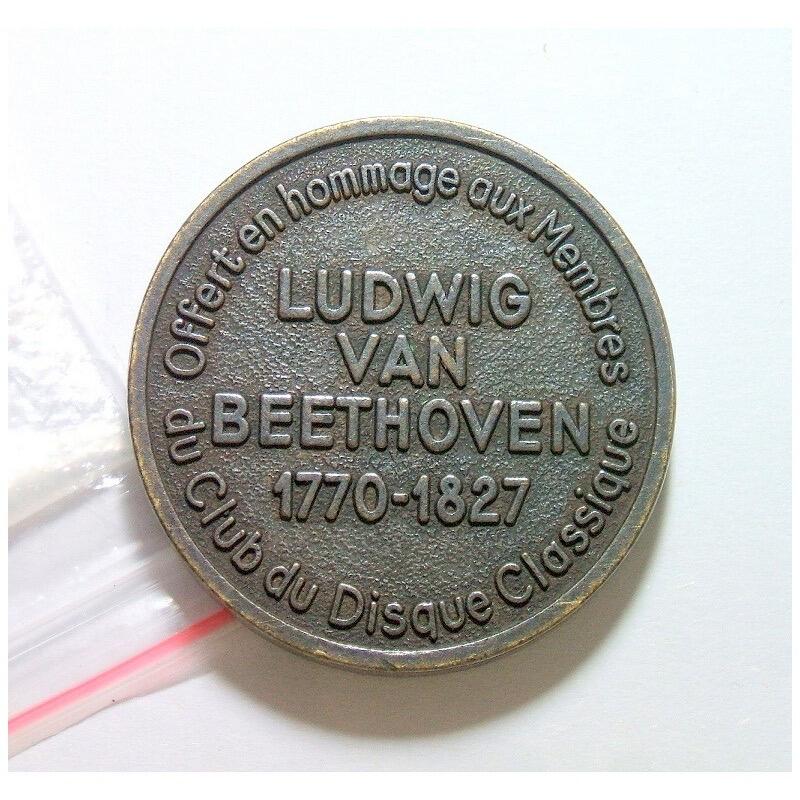 Offert en hommage aux Membres
LUDWIG
VAN
BEETHOVEN
1770-1827
du Club du Disque Classique